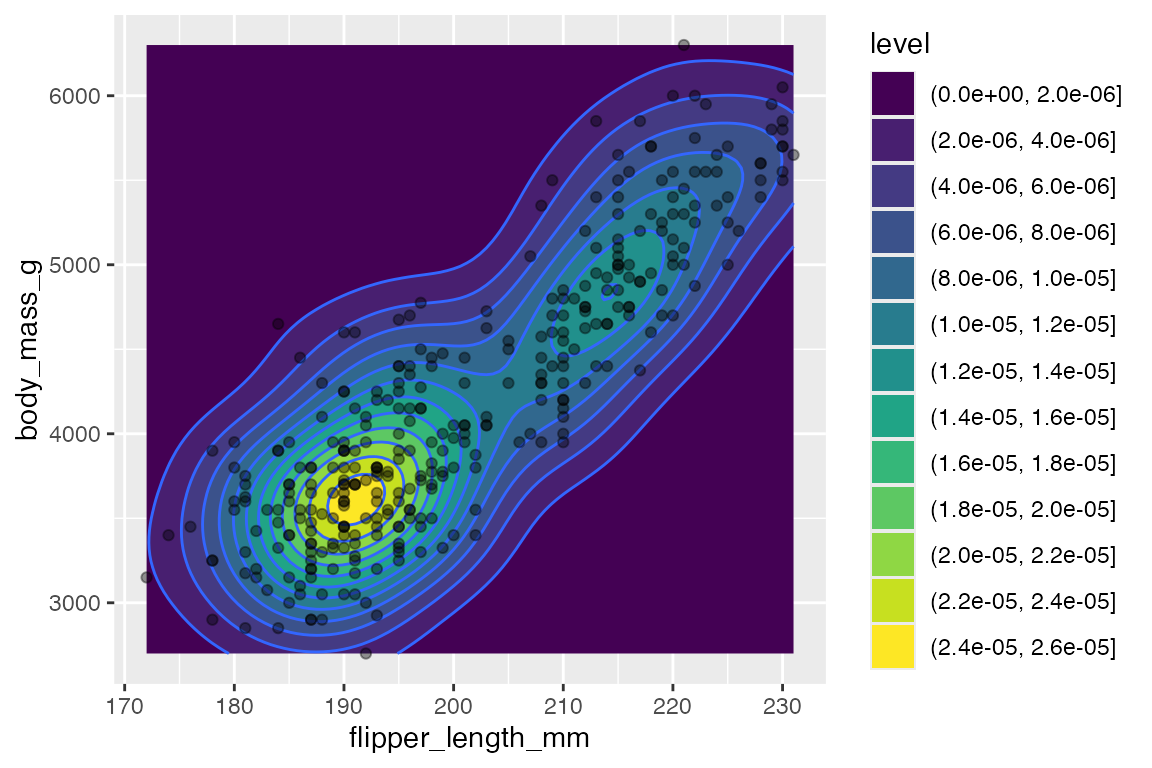 level
(0.0e+00, 2.0e-06]
(2.0e-06, 4.0e-06]
(4.0e-06, 6.0e-06]
(6.0e-06, 8.0e-06]
(8.0e-06, 1.0e-05]
(1.0e-05, 1.2e-05]
(1.2e-05, 1.4e-05]
(1.4e-05, 1.6e-05]
(1.6e-05, 1.8e-05]
(1.8e-05, 2.0e-05]
(2.0e-05, 2.2e-05]
(2.2e-05, 2.4e-05]
(2.4e-05, 2.6e-05]
body_mass_g
6000
5000
4000
3000
170 180 190 200 210 220 230
flipper_length_mm